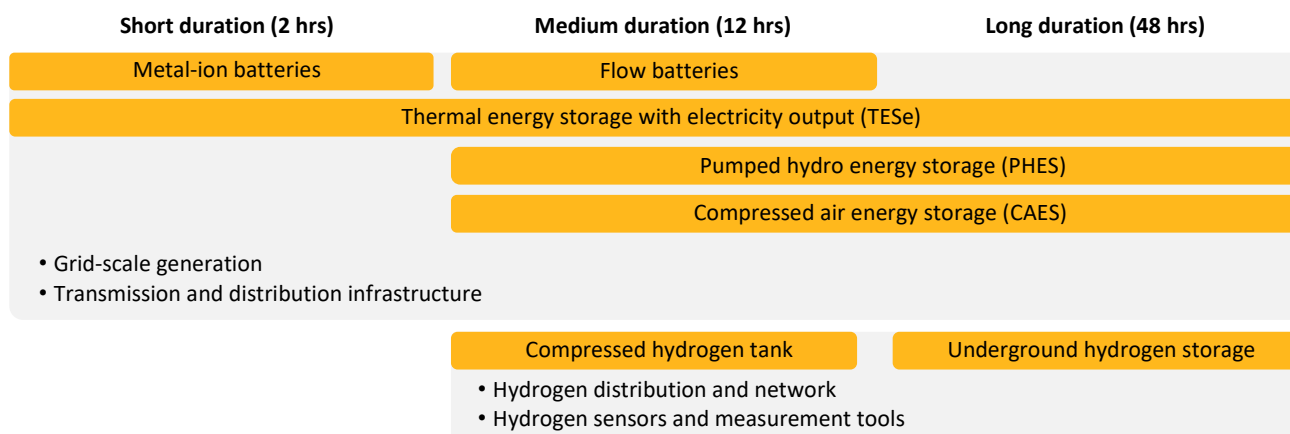 Short duration (2 hrs) Medium duration (12 hrs) Long duration (48 hrs)
Metal-ion batteries Flow batteries
Thermal energy storage with electricity output (TESe)
Pumped hydro energy storage (PHES)
Compressed air energy storage (CAES)
• Grid-scale generation
• Transmission and distribution infrastructure
Compressed hydrogen tank Underground hydrogen storage
• Hydrogen distribution and network
• Hydrogen sensors and measurement tools